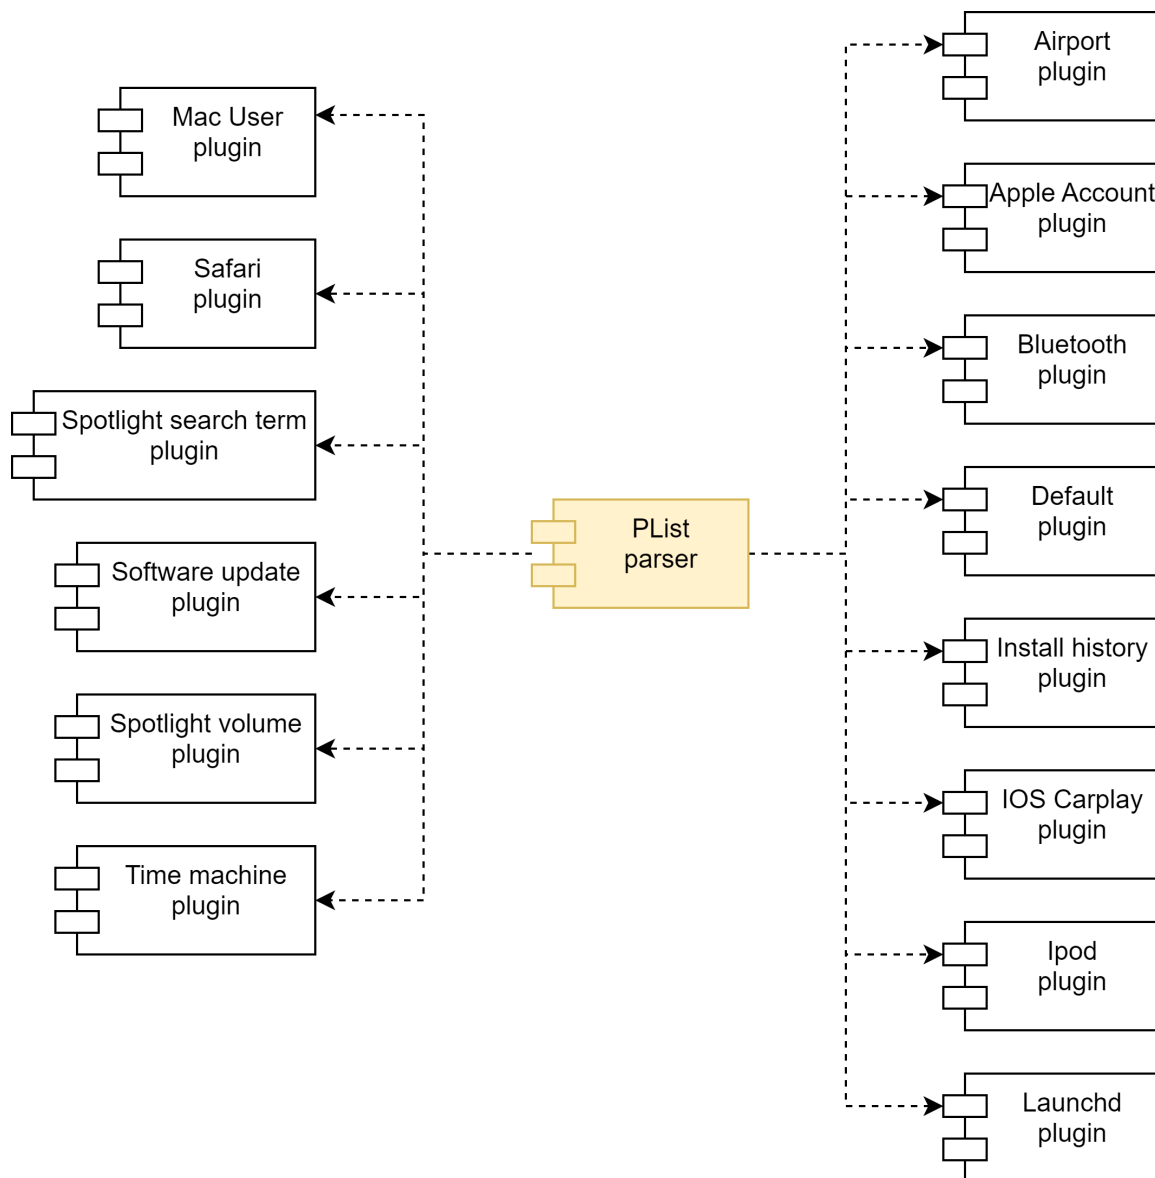 Mac User
plugin
Safari
plugin
Spotlight search term
plugin
Software update
plugin
Spotlight volume
plugin
Time machine
plugin
PList
parser
Airport
plugin
Apple Account
plugin
Bluetooth
plugin
Default
plugin
Install history
plugin
IOS Carplay
plugin
Ipod
plugin
Launchd
plugin